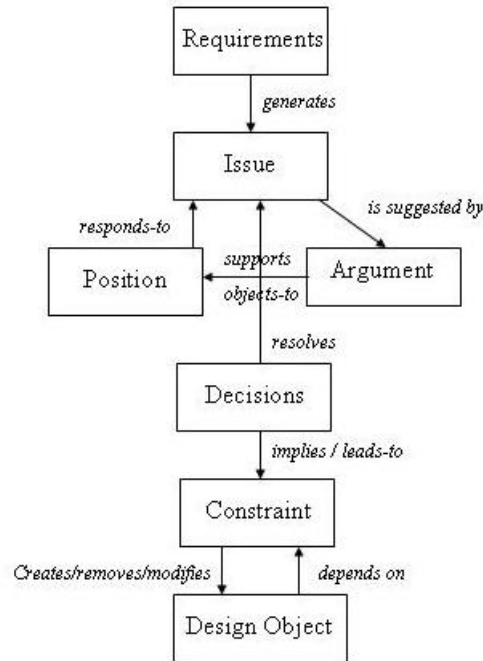 Requirements
generates
Issue
is suggested by
responds-to
supports
Position
Argument
objects-to
resolves
Decisions
implies / leads-to
Constraint
Creates/removes/modifies
depends on
Design Object